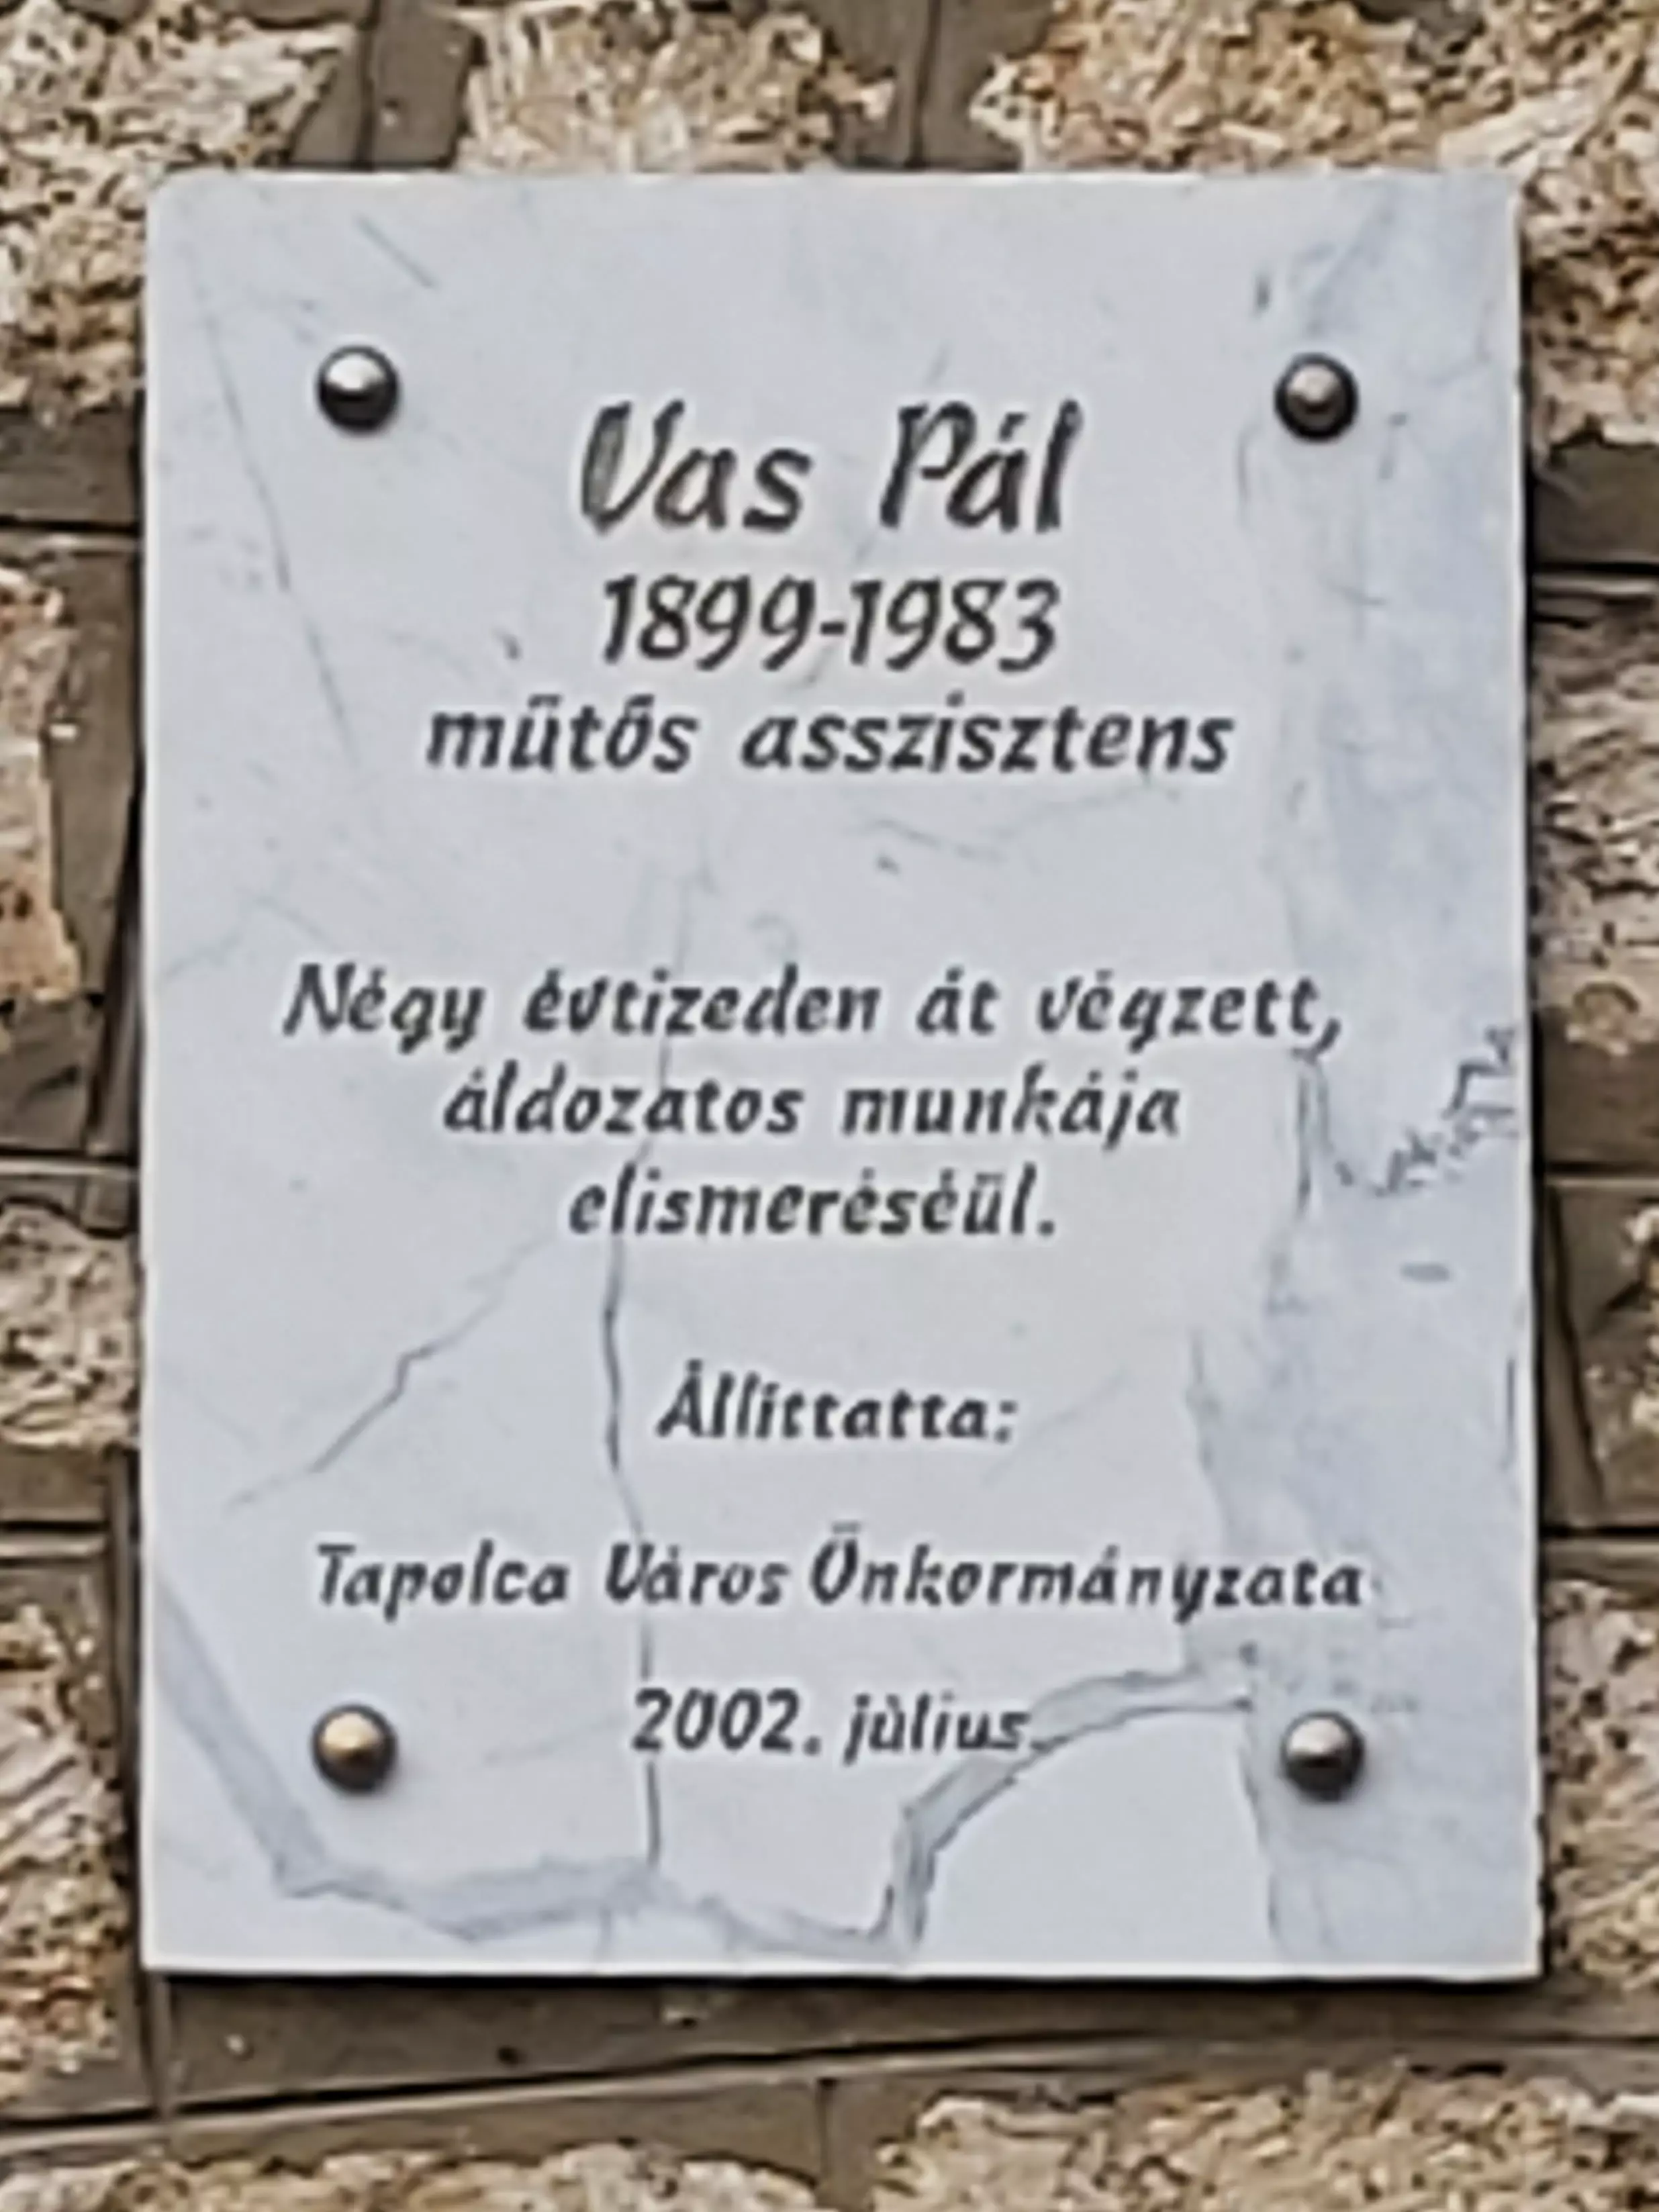 Vas Pál
1899-1983
műtős asszisztens
Négy évtizeden át végzett,
áldozatos munkája
elismeréséül.
Állíttatta:
Tapolca Város Önkormányzata
2002. július.